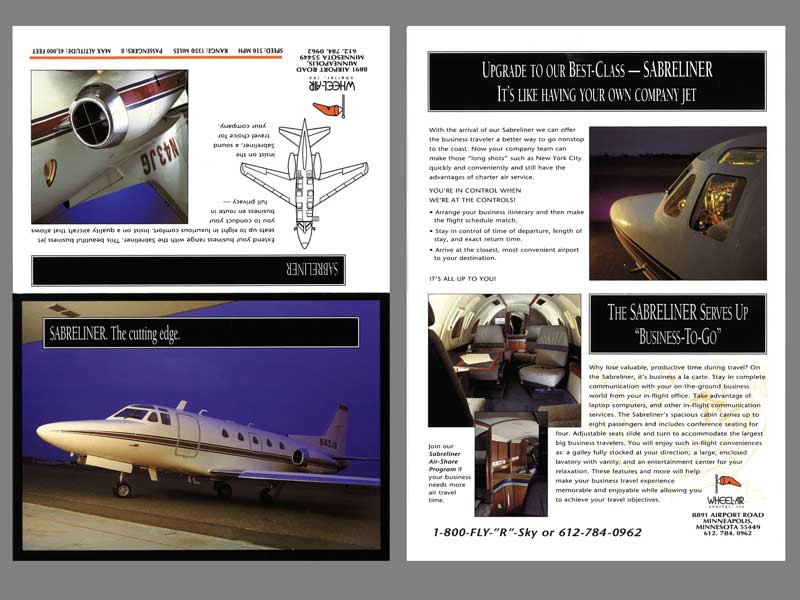 SPEED: 510 MPH RANGE: 1350 MILES PASSENGERS: 8 MAX ALTITUDE: 45,000 FEET
N43JG
WHEEL-AIR
charter, inc
8891 AIRPORT ROAD
MINNEAPOLIS,
MINNESOTA 55449
612. 784. 0962
SABRELINER
Extend your business range with the Sabreliner. This beautiful business jet
seats up to eight in luxurious comfort. Insist on a quality aircraft that allows
you to conduct your
business en route in
full privacy —
insist on the
Sabreliner, a sound
travel choice for
your company.
SABRELINER. The cutting edge.
N43JG
UPGRADE TO OUR BEST-CLASS — SABRELINER
IT'S LIKE HAVING YOUR OWN COMPANY JET
With the arrival of our Sabreliner we can offer
the business traveler a better way to go nonstop
to the coast. Now your company team can
make those "long shots" such as New York City
quickly and conveniently and still have the
advantages of charter air service.
YOU'RE IN CONTROL WHEN
WE'RE AT THE CONTROLS!
• Arrange your business itinerary and then make
the flight schedule match.
• Stay in control of time of departure, length of
stay, and exact return time.
• Arrive at the closest, most convenient airport
to your destination.
IT'S ALL UP TO YOU!
THE SABRELINER SERVES UP
"BUSINESS-TO-GO"
Why lose valuable, productive time during travel? On
the Sabreliner, it's business a la carte. Stay in complete
communication with your on-the-ground business
world from your in-flight office. Take advantage of
laptop computers, and other in-flight communication
services. The Sabreliner's spacious cabin carries up to
eight passengers and includes conference seating for
four. Adjustable seats slide and turn to accommodate the largest
big business travelers. You will enjoy such in-flight conveniences
as: a galley fully stocked at your direction; a large, enclosed
lavatory with vanity; and an entertainment center for your
relaxation. These features and more will help
make your business travel experience
memorable and enjoyable while allowing you
to achieve your travel objectives.
Join our
Sabreliner
Air-Share
Program if
your business
needs more
air travel
time.
WHEEL-AIR
charter, inc
8891 AIRPORT ROAD
MINNEAPOLIS,
MINNESOTA 55449
612. 784. 0962
1-800-FLY-"R"-Sky or 612-784-0962